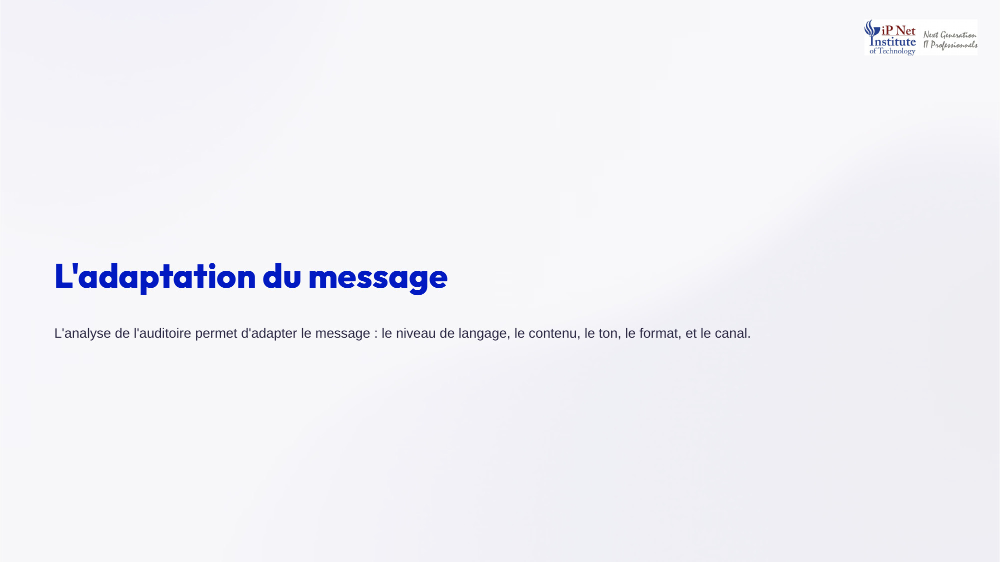 iP Net
Institute
of Technology
Next Generation
IT Professionnels
L'adaptation du message
L'analyse de l'auditoire permet d'adapter le message : le niveau de langage, le contenu, le ton, le format, et le canal.